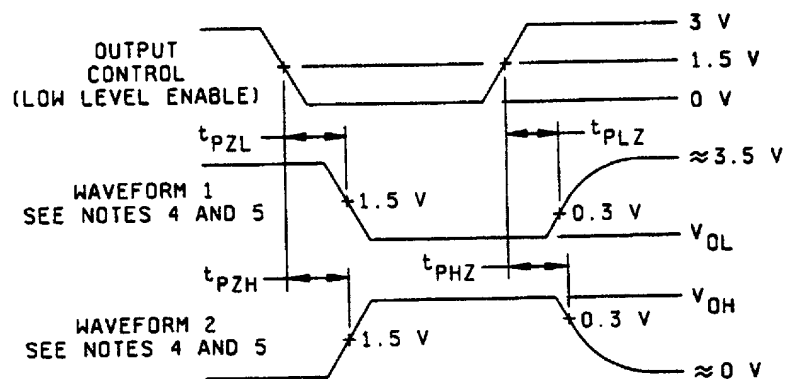 OUTPUT
CONTROL
(LOW LEVEL ENABLE)
3 V
1.5 V
0 V
tPZL
tPLZ
≈3.5 V
WAVEFORM 1
SEE NOTES 4 AND 5
1.5 V
0.3 V
VOL
tPZH
tPHZ
VOH
WAVEFORM 2
SEE NOTES 4 AND 5
1.5 V
0.3 V
≈0 V